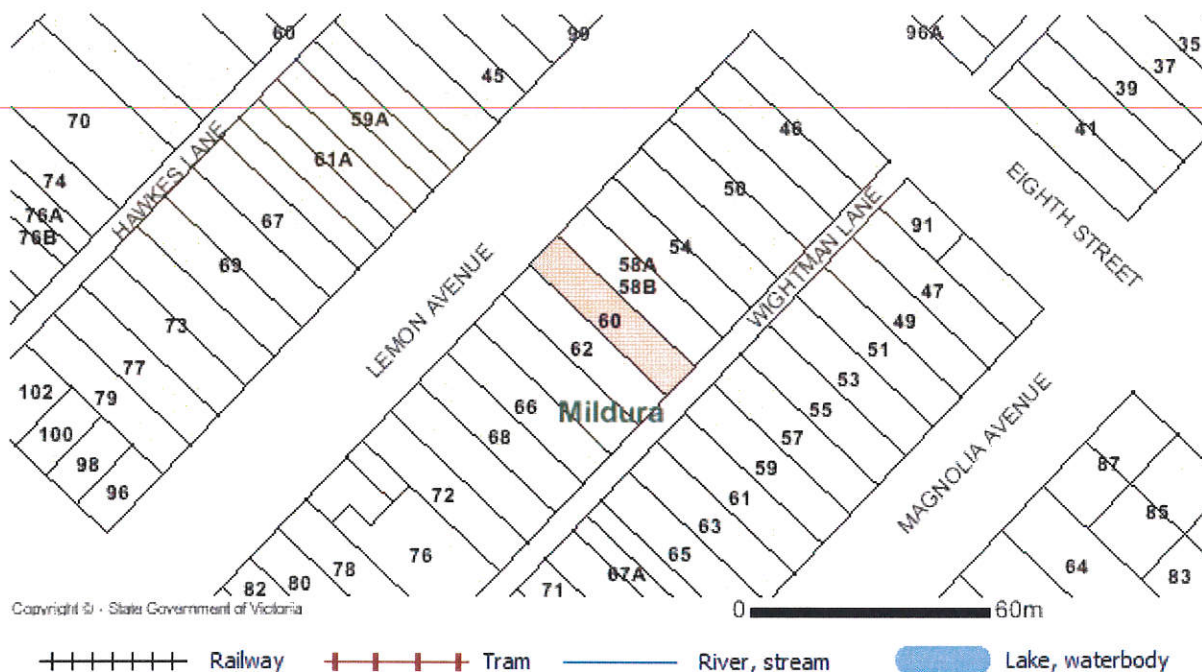 60
99
96A
35
45
37
39
70
59A
41
46
61A
HAWKES LANE
74
76A
76B
50
EIGHTH STREET
67
91
54
69
58A
58B
WIGHTMAN LANE
47
LEMON AVENUE
60
49
73
62
51
77
53
102
79
66
Mildura
55
MAGNOLIA AVENUE
100
68
57
98
59
87
96
72
61
85
63
76
65
78
80
82
71
67A
64
83
Copyright © - State Government of Victoria
0 60m
Railway Tram River, stream Lake, waterbody